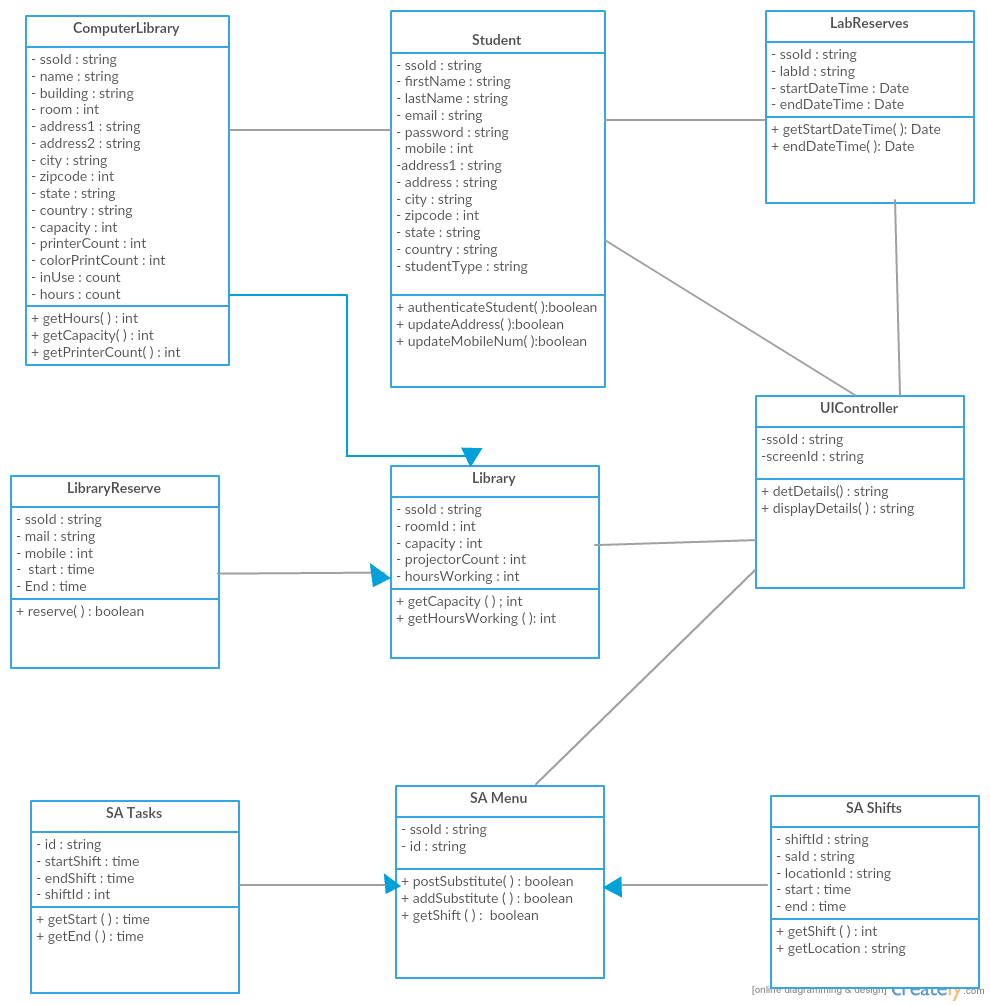 ComputerLibrary
- ssoId : string
- name : string
- building : string
- room : int
- address1 : string
- address2 : string
- city : string
- zipcode : int
- state : string
- country : string
- capacity : int
- printerCount : int
- colorPrintCount : int
- inUse : count
- hours : count
+ getHours( ) : int
+ getCapacity( ) : int
+ getPrinterCount( ) : int
Student
- ssoId : string
- firstName : string
- lastName : string
- email : string
- password : string
- mobile : int
-address1 : string
- address : string
- city : string
- zipcode : int
- state : string
- country : string
- studentType : string
+ authenticateStudent( ):boolean
+ updateAddress( ):boolean
+ updateMobileNum( ):boolean
LabReserves
- ssoId : string
- labId : string
- startDateTime : Date
- endDateTime : Date
+ getStartDateTime( ): Date
+ endDateTime( ): Date
UIController
-ssoId : string
-screenId : string
+ detDetails() : string
+ displayDetails( ) : string
LibraryReserve
- ssoId : string
- mail : string
- mobile : int
-  start : time
- End : time
+ reserve( ) : boolean
Library
- ssoId : string
- roomId : int
- capacity : int
- projectorCount : int
- hoursWorking : int
+ getCapacity ( ) ; int
+ getHoursWorking ( ): int
SA Tasks
- id : string
- startShift : time
- endShift : time
- shiftId : int
+ getStart ( ) : time
+ getEnd ( ) : time
SA Menu
- ssoId : string
- id : string
+ postSubstitute( ) : boolean
+ addSubstitute ( ) : boolean
+ getShift ( ) :  boolean
SA Shifts
- shiftId : string
- saId : string
- locationId : string
- start : time
- end : time
+ getShift ( ) : int
+ getLocation : string
[online diagramming & design] creately.com